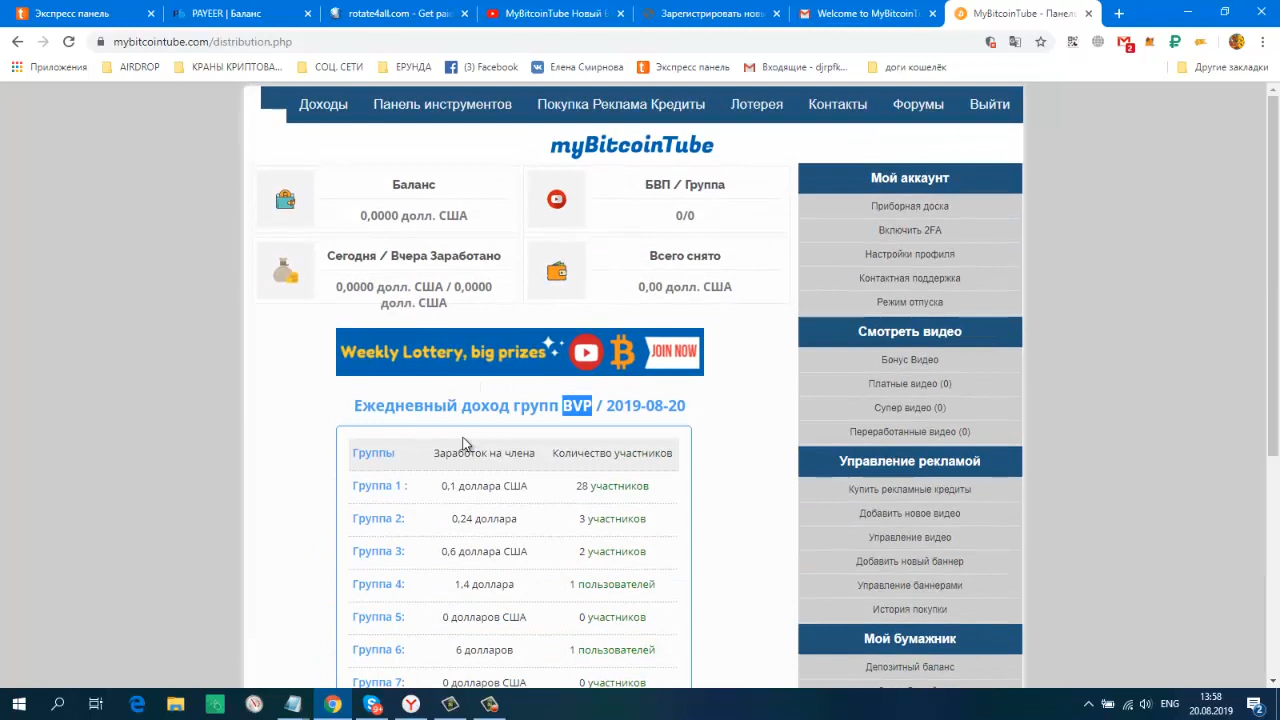 Экспресс панель
PAYEER | Баланс
rotate4all.com - Get paid
MyBitcoinTube Новый Б
Зарегистрировать новы
Welcome to MyBitcoinT
MyBitcoinTube - Панель
mybitcointube.com/distribution.php
2
Приложения
AIRDROP
КРАНЫ КРИПТОВА...
СОЦ. СЕТИ
ЕРУНДА
(3) Facebook
Елена Смирнова
Экспресс панель
Входящие - djrpfk...
доги кошелёк
Другие закладки
Доходы Панель инструментов Покупка Реклама Кредиты Лотерея Контакты Форумы Выйти
myBitcoinTube
Баланс
0,0000 долл. США
БВП / Группа
0/0
Сегодня / Вчера Заработано
0,0000 долл. США / 0,0000
долл. США
Всего снято
0,00 долл. США
Weekly Lottery, big prizes JOIN NOW
Ежедневный доход групп BVP / 2019-08-20
Группы Заработок на члена Количество участников
Группа 1 : 0,1 доллара США 28 участников
Группа 2: 0,24 доллара 3 участников
Группа 3: 0,6 доллара США 2 участников
Группа 4: 1,4 доллара 1 пользователей
Группа 5: 0 долларов США 0 участников
Группа 6: 6 долларов 1 пользователей
Группа 7: 0 долларов США 0 участников
Мой аккаунт
Приборная доска
Включить 2FA
Настройки профиля
Контактная поддержка
Режим отпуска
Смотреть видео
Бонус Видео
Платные видео (0)
Супер видео (0)
Переработанные видео (0)
Управление рекламой
Купить рекламные кредиты
Добавить новое видео
Управление видео
Добавить новый баннер
Управление баннерами
История покупки
Мой бумажник
Депозитный баланс
ENG
13:58
20.08.2019
2